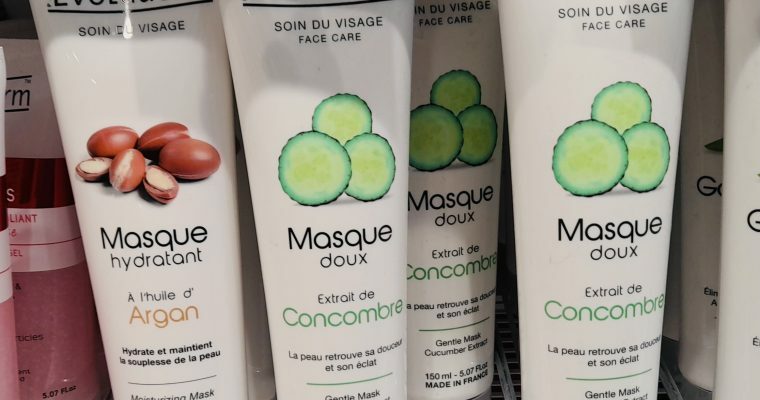 SOIN DU VISAGE
Masque
hydratant
À l'huile d'
Argan
Hydrate et maintient
la souplesse de la peau
Moisturizing Mask
SOIN DU VISAGE
FACE CARE
Masque
doux
Extrait de
Concombre
La peau retrouve sa douceur
et son éclat
Gentle Mask
Cucumber Extract
Masque
doux
Extrait de
Concombre
La peau retrouve sa douceur
et son éclat
Gentle Mask
Cucumber Extract
150 ml - 5.07 Fl.oz
MADE IN FRANCE
SOIN DU VISAGE
FACE CARE
Masque
doux
Extrait de
Concombre
La peau retrouve sa douceur
et son éclat
Gentle Mask
5.07 Fl.oz